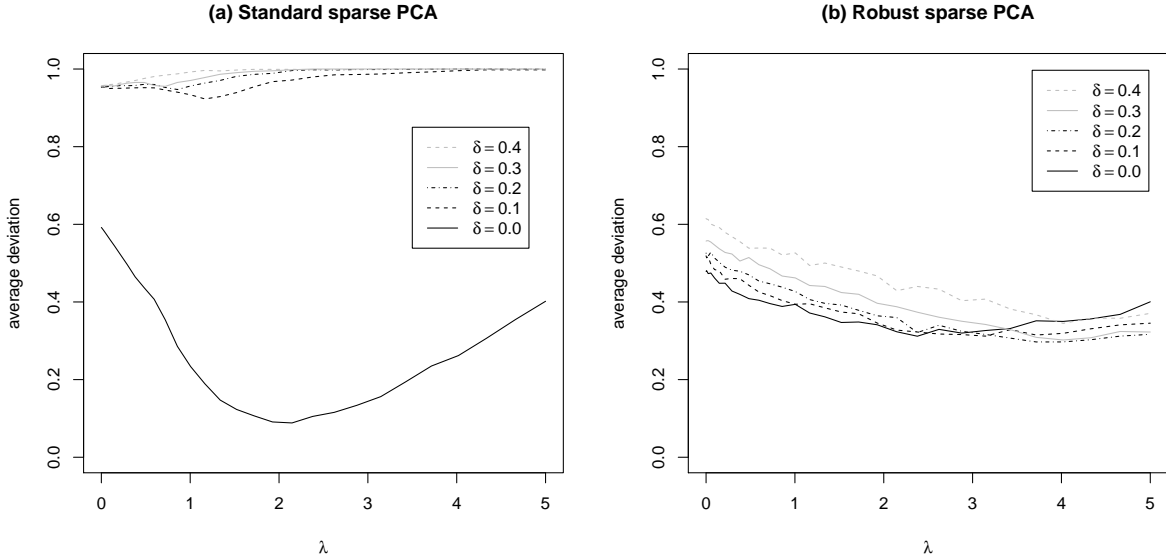 (a) Standard sparse PCA
average deviation
1.0
0.8
0.6
0.4
0.2
0.0
δ = 0.4
δ = 0.3
δ = 0.2
δ = 0.1
δ = 0.0
0 1 2 3 4 5
λ
(b) Robust sparse PCA
average deviation
1.0
0.8
0.6
0.4
0.2
0.0
δ = 0.4
δ = 0.3
δ = 0.2
δ = 0.1
δ = 0.0
0 1 2 3 4 5
λ